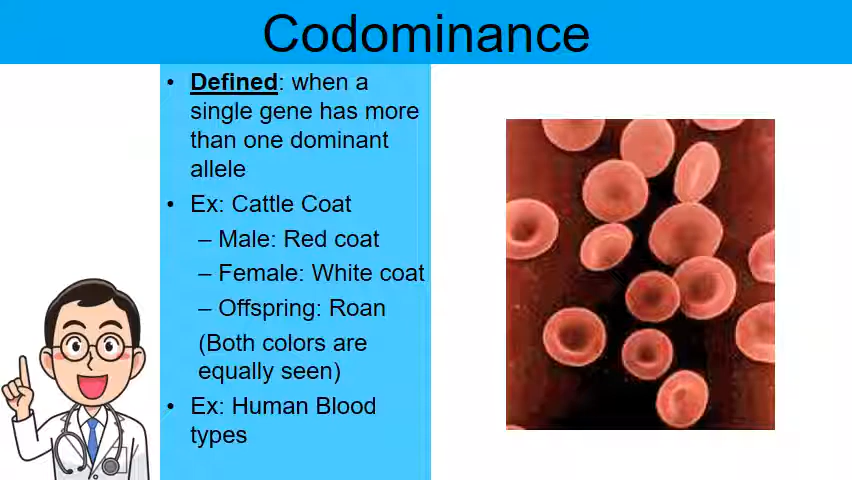 Codominance
• Defined: when a
single gene has more
than one dominant
allele
• Ex: Cattle Coat
– Male: Red coat
– Female: White coat
– Offspring: Roan
(Both colors are
equally seen)
• Ex: Human Blood
types